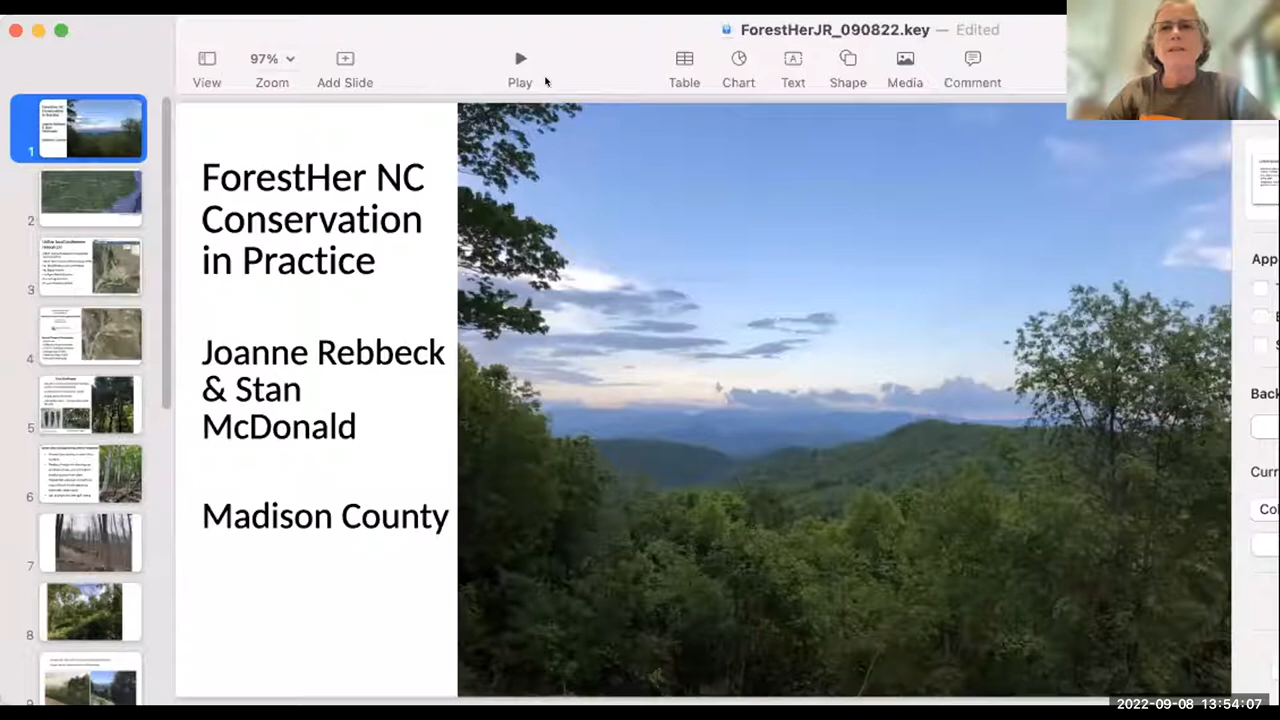 ForestHerJR_090822.key — Edited
97%
View
Zoom
Add Slide
Play
Table
Chart
Text
Shape
Media
Comment
1
2
3
4
5
6
7
8
ForestHer NC
Conservation
in Practice
Joanne Rebbeck
& Stan
McDonald
Madison County
App
Back
Curr
Co
2022-09-08 13:54:07